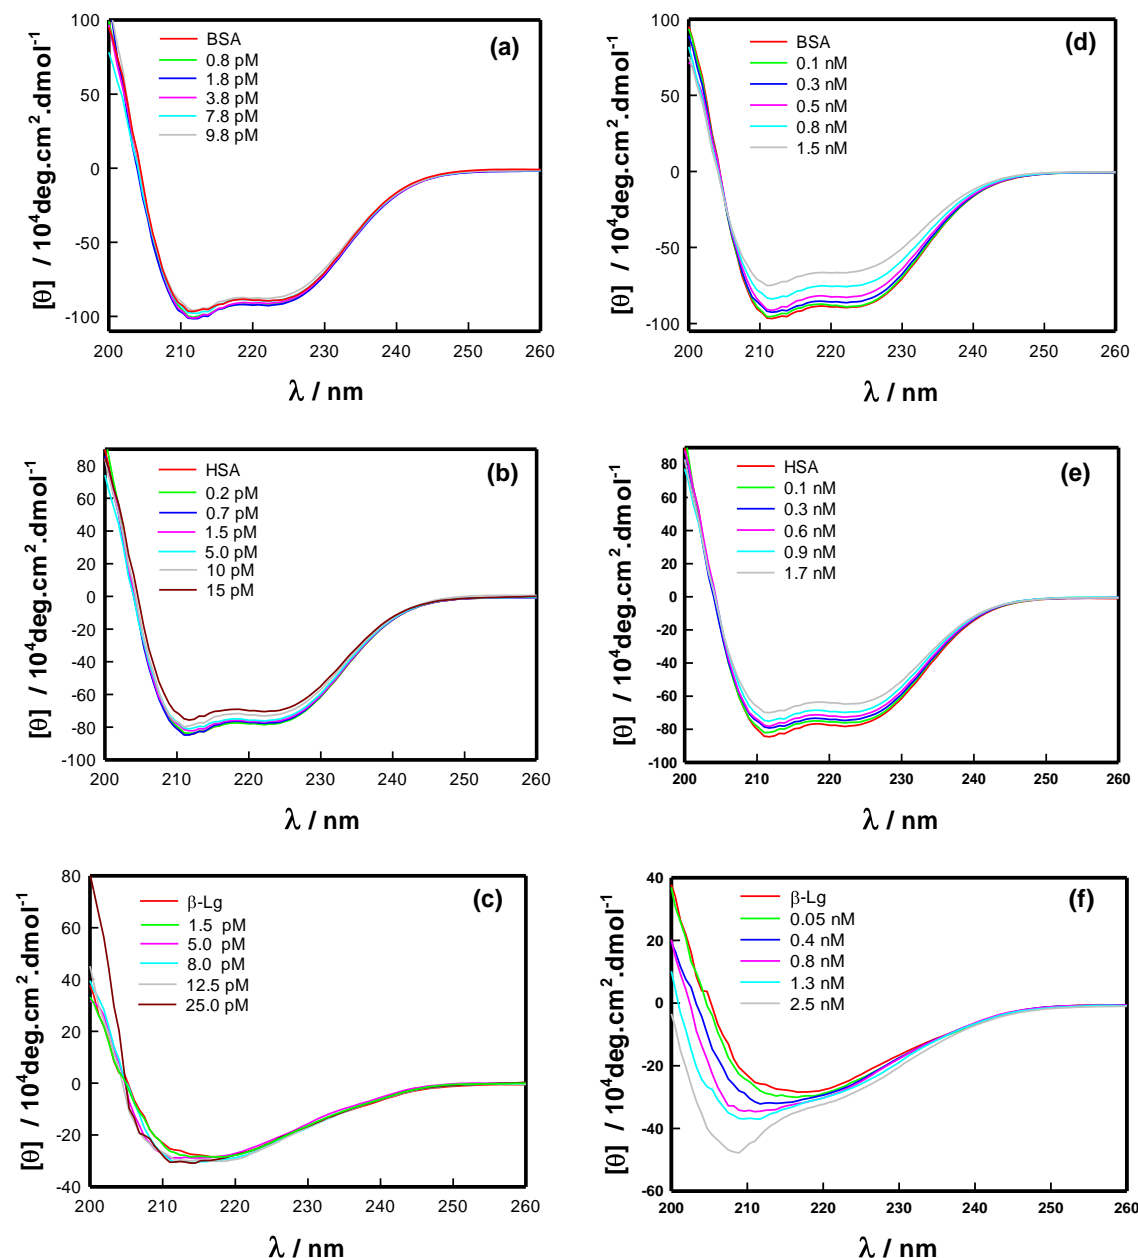 (a)
BSA
0.8 pM
1.8 pM
3.8 pM
7.8 pM
9.8 pM
100
50
0
-50
-100
200 210 220 230 240 250 260
[θ] / 10⁴deg.cm².dmol⁻¹
λ / nm
(d)
BSA
0.1 nM
0.3 nM
0.5 nM
0.8 nM
1.5 nM
100
50
0
-50
-100
200 210 220 230 240 250 260
[θ] / 10⁴deg.cm².dmol⁻¹
λ / nm
(b)
HSA
0.2 pM
0.7 pM
1.5 pM
5.0 pM
10 pM
15 pM
80
60
40
20
0
-20
-40
-60
-80
-100
200 210 220 230 240 250 260
[θ] / 10⁴deg.cm².dmol⁻¹
λ / nm
(e)
HSA
0.1 nM
0.3 nM
0.6 nM
0.9 nM
1.7 nM
80
60
40
20
0
-20
-40
-60
-80
-100
200 210 220 230 240 250 260
[θ] / 10⁴deg.cm².dmol⁻¹
λ / nm
(c)
β-Lg
1.5 pM
5.0 pM
8.0 pM
12.5 pM
25.0 pM
80
60
40
20
0
-20
-40
200 210 220 230 240 250 260
[θ] / 10⁴deg.cm².dmol⁻¹
λ / nm
(f)
β-Lg
0.05 nM
0.4 nM
0.8 nM
1.3 nM
2.5 nM
40
20
0
-20
-40
-60
200 210 220 230 240 250 260
[θ] / 10⁴deg.cm².dmol⁻¹
λ / nm